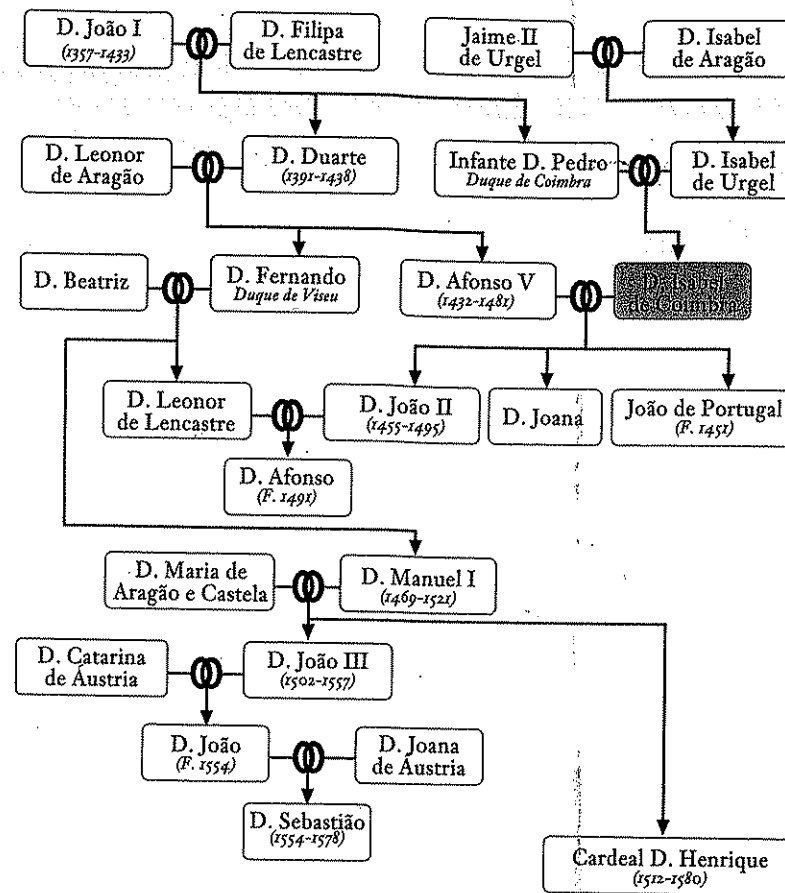 D. João I
(1357-1433)
D. Filipa
de Lencastre
Jaime II
de Urgel
D. Isabel
de Aragão
D. Leonor
de Aragão
D. Duarte
(1391-1438)
Infante D. Pedro
Duque de Coimbra
D. Isabel
de Urgel
D. Beatriz
D. Fernando
Duque de Viseu
D. Afonso V
(1432-1481)
D. Isabel
de Coimbra
D. Leonor
de Lencastre
D. João II
(1455-1495)
D. Joana
João de Portugal
(F. 1451)
D. Afonso
(F. 1491)
D. Maria de
Aragão e Castela
D. Manuel I
(1469-1521)
D. Catarina
de Áustria
D. João III
(1502-1557)
D. João
(F. 1554)
D. Joana
de Áustria
D. Sebastião
(1554-1578)
Cardeal D. Henrique
(1512-1580)